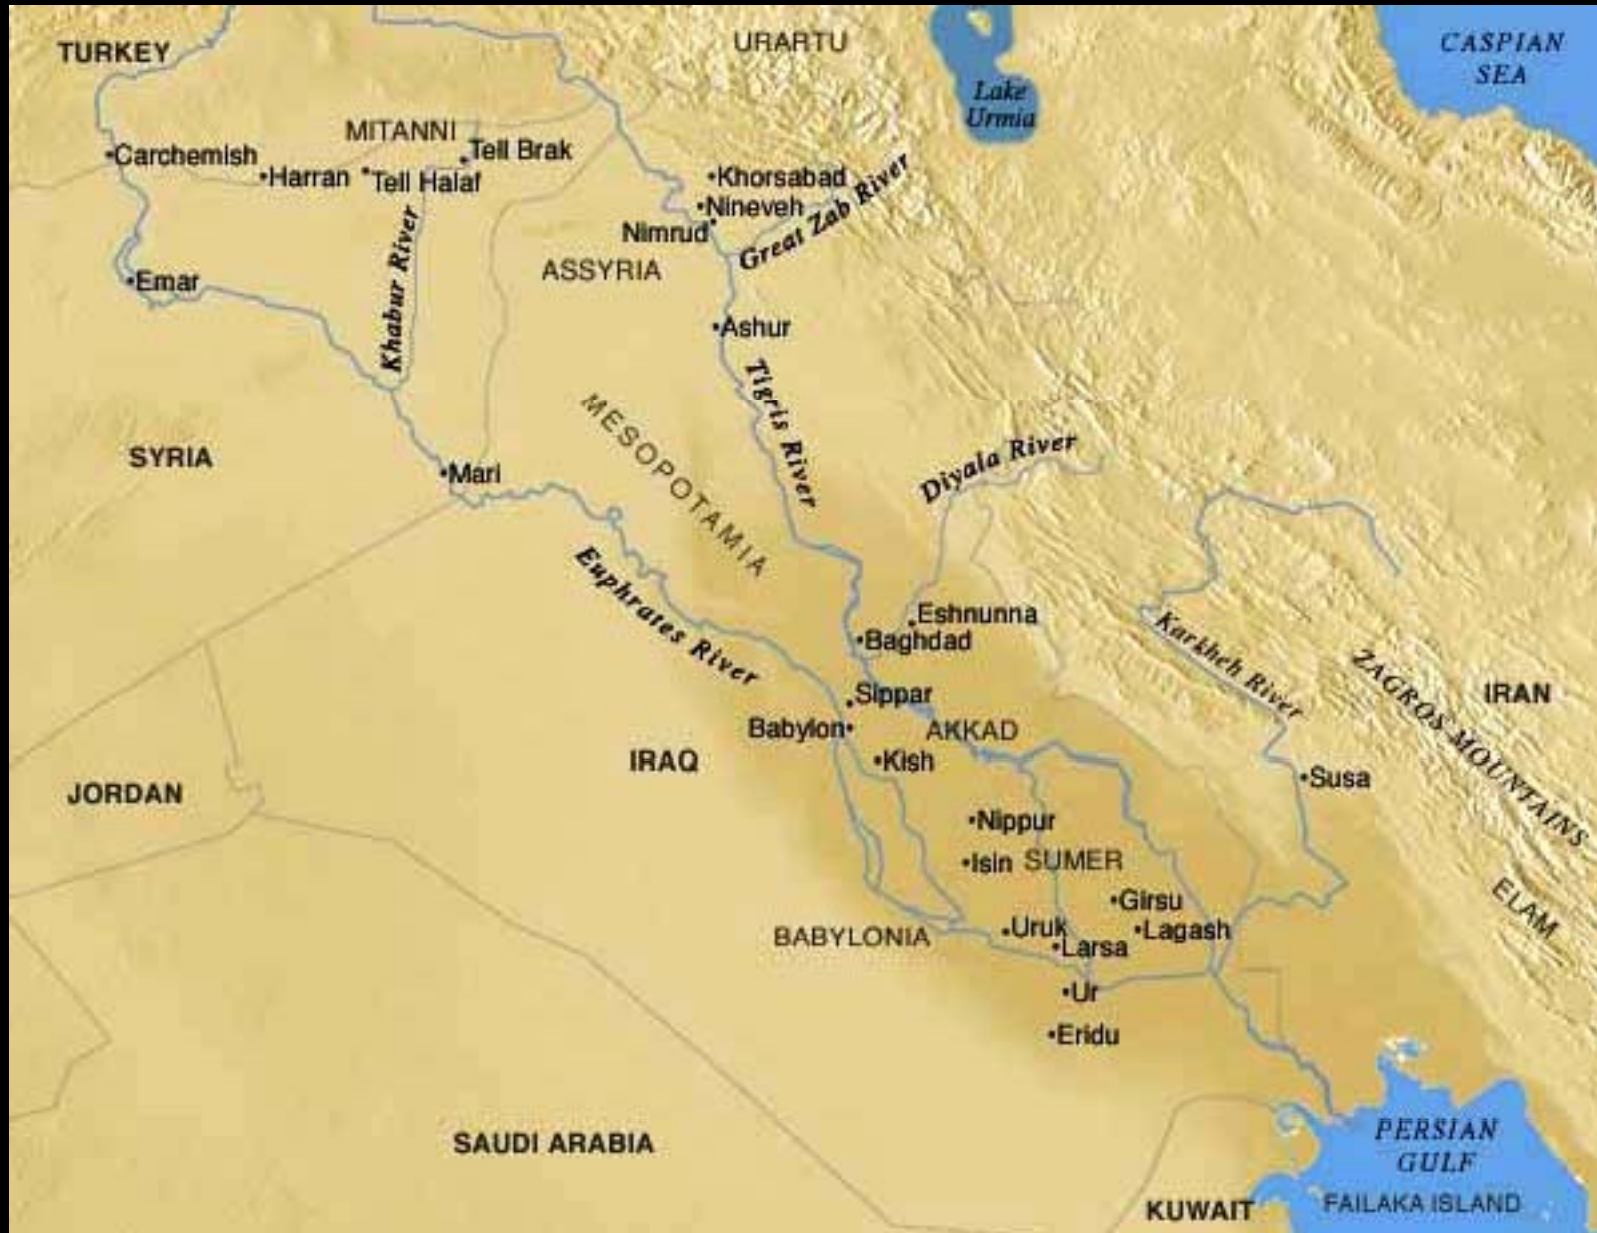 TURKEY
URARTU
CASPIAN
SEA
Lake
Urmia
MITANNI
Carchemish
Harran
Tell Halaf
Tell Brak
Khorsabad
Nineveh
Nimrud
Great Zab River
Khabur River
ASSYRIA
Emar
Ashur
Tigris River
MESOPOTAMIA
SYRIA
Mari
Diyala River
Euphrates River
Eshnunna
Baghdad
Karkheh River
ZAGROS MOUNTAINS
IRAN
Sippar
Babylon
AKKAD
IRAQ
Kish
Susa
JORDAN
Nippur
Isin
SUMER
Girsu
ELAM
BABYLONIA
Uruk
Lagash
Larsa
Ur
Eridu
SAUDI ARABIA
PERSIAN
GULF
KUWAIT
FAILAKA ISLAND